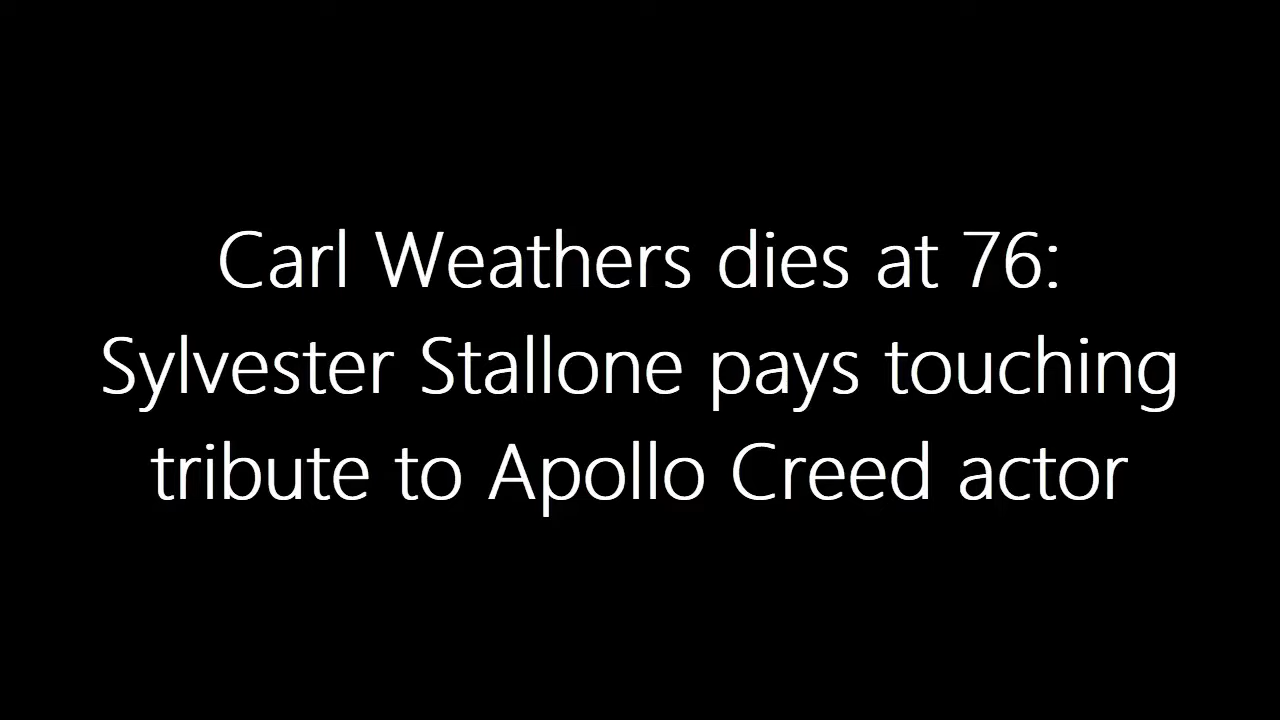 Carl Weathers dies at 76:
Sylvester Stallone pays touching
tribute to Apollo Creed actor